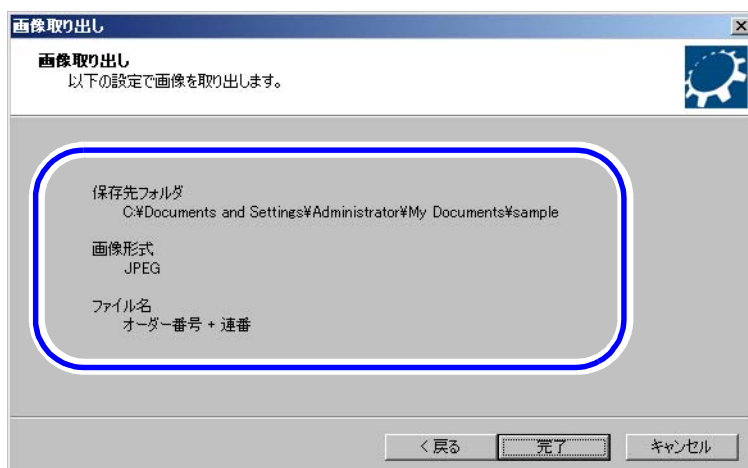 画像取り出し
画像取り出し
以下の設定で画像を取り出します。
保存先フォルダ
C:¥Documents and Settings¥Administrator¥My Documents¥sample
画像形式
JPEG
ファイル名
オーダー番号 + 連番
< 戻る 完了 キャンセル